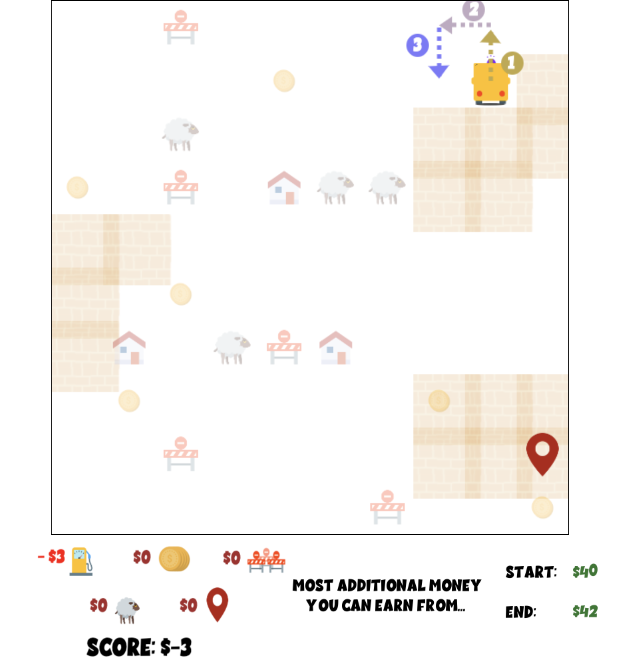 2
3
1
- $3
$0
$0
$0
$0
MOST ADDITIONAL MONEY
YOU CAN EARN FROM...
START: $40
END: $42
SCORE: $-3